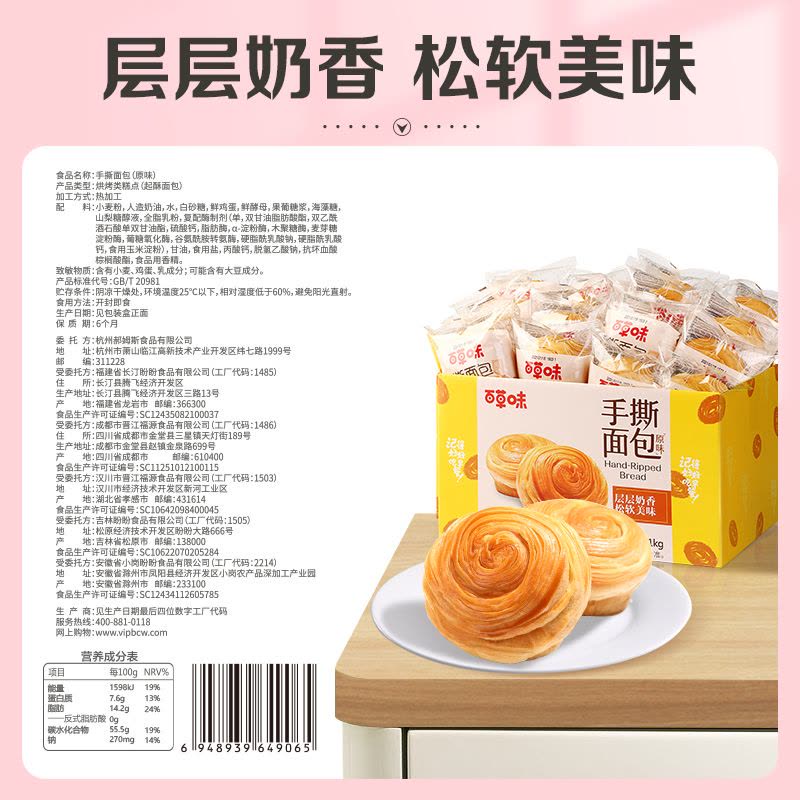 层层奶香 松软美味
食品名称:手撕面包(原味)
产品类型:烘烤类糕点(起酥面包)
加工方式:热加工
配 料:小麦粉,人造奶油,水,白砂糖,鲜鸡蛋,鲜酵母,果葡糖浆,海藻糖,
山梨糖醇液,全脂乳粉,复配酶制剂(单,双甘油脂肪酸酯,双乙酰
酒石酸单双甘油酯,硫酸钙,脂肪酶,α-淀粉酶,木聚糖酶,麦芽糖
淀粉酶,葡糖氧化酶,谷氨酰胺转氨酶,硬脂酰乳酸钠,硬脂酰乳酸
钙,食用玉米淀粉),甘油,食用盐,丙酸钙,脱氢乙酸钠,抗坏血酸
棕榈酸酯,食品用香精。
致敏物质:含有小麦、鸡蛋、乳成分;可能含有大豆成分。
产品标准代号:GB/T 20981
贮存条件:阴凉干燥处,环境温度25℃以下,相对湿度低于60%,避免阳光直射。
食用方法:开封即食
生产日期:见包装盒正面
保 质 期:6个月
委 托 方:杭州郝姆斯食品有限公司
地 址:杭州市萧山临江高新技术产业开发区纬七路1999号
邮 编:311228
受委托方:福建省长汀盼盼食品有限公司(工厂代码:1485)
住 所:长汀县腾飞经济开发区
生产地址:长汀县腾飞经济开发区三路13号
产 地:福建省龙岩市 邮编:366300
食品生产许可证编号:SC12435082100037
受委托方:成都市晋江福源食品有限公司(工厂代码:1486)
住 所:四川省成都市金堂县三星镇天灯街189号
生产地址:成都市金堂县赵镇金泉路699号
产 地:四川省成都市 邮编:610400
食品生产许可证编号:SC11251012100115
受委托方:汉川市晋江福源食品有限公司(工厂代码:1503)
地 址:汉川市经济技术开发区新河工业区
产 地:湖北省孝感市 邮编:431614
食品生产许可证编号:SC10642098400045
受委托方:吉林盼盼食品有限公司(工厂代码:1505)
地 址:松原经济技术开发区盼盼大路666号
产 地:吉林省松原市 邮编:138000
食品生产许可证编号:SC10622070205284
受委托方:安徽省小岗盼盼食品有限公司(工厂代码:2214)
地 址:安徽省滁州市凤阳县经济开发区小岗农产品深加工产业园
产 地:安徽省滁州市 邮编:233100
食品生产许可证编号:SC12434112605785
生 产 商:见生产日期最后四位数字工厂代码
服务热线:400-881-0118
网上购物:www.vipbcw.com
营养成分表
项目 每100g NRV%
能量 1598kJ 19%
蛋白质 7.6g 13%
脂肪 14.2g 24%
——反式脂肪酸 0g
碳水化合物 55.5g 19%
钠 270mg 14%
6 948939 649065
百草味
百草味
百草味
百草味
手撕
面包
原味
Hand-Ripped
Bread
层层奶香
松软美味
1kg